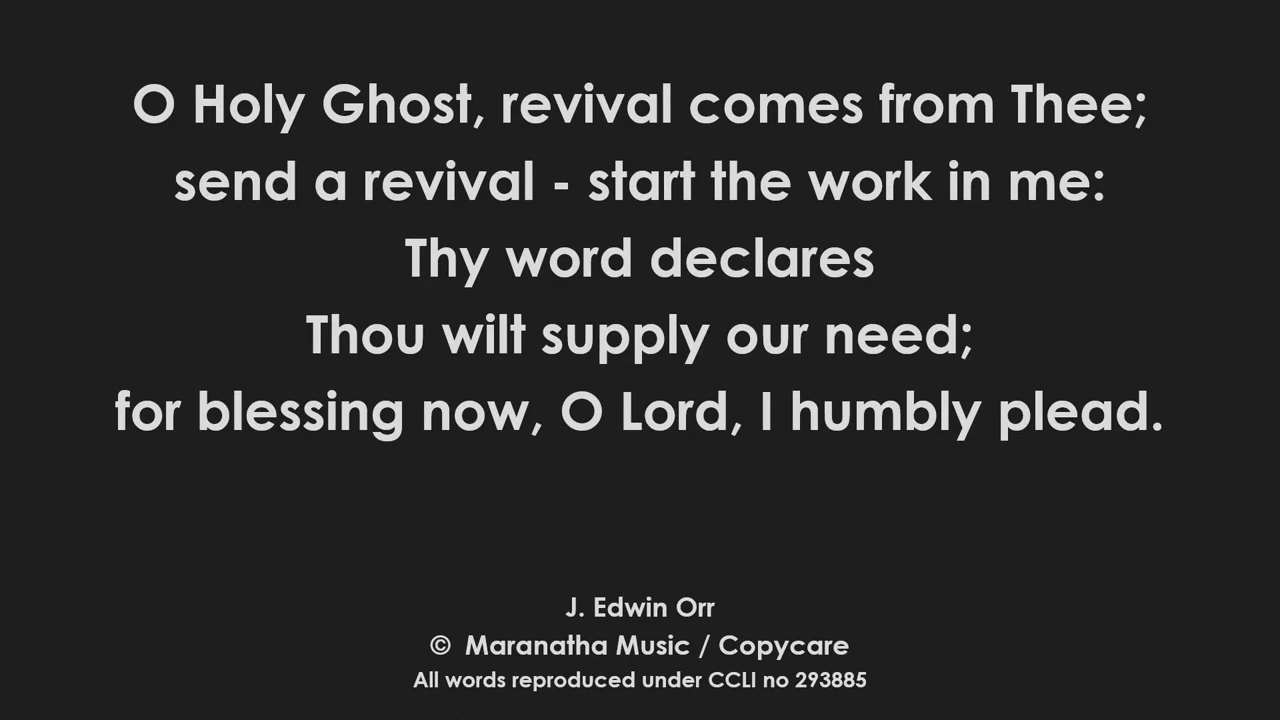 O Holy Ghost, revival comes from Thee;
send a revival - start the work in me:
Thy word declares
Thou wilt supply our need;
for blessing now, O Lord, I humbly plead.
J. Edwin Orr
© Maranatha Music / Copycare
All words reproduced under CCLI no 293885